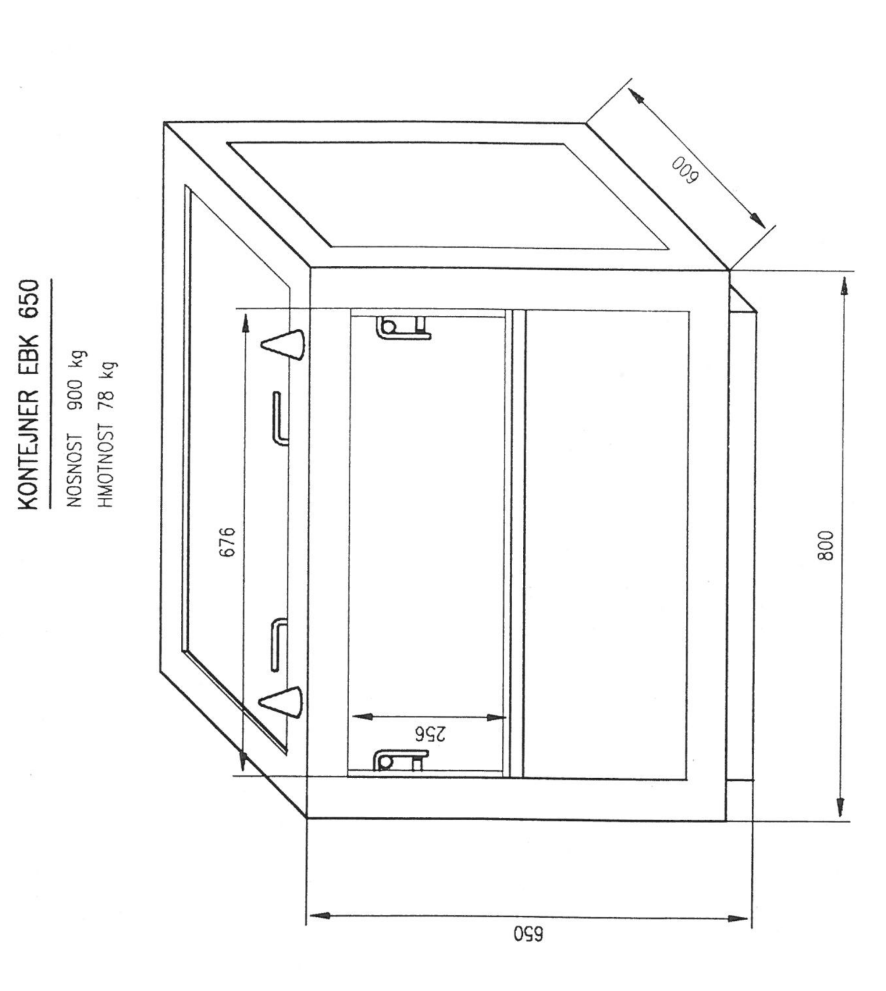 KONTEJNER EBK 650
NOSNOST 900 kg
HMOTNOST 78 kg
676
600
256
800
650